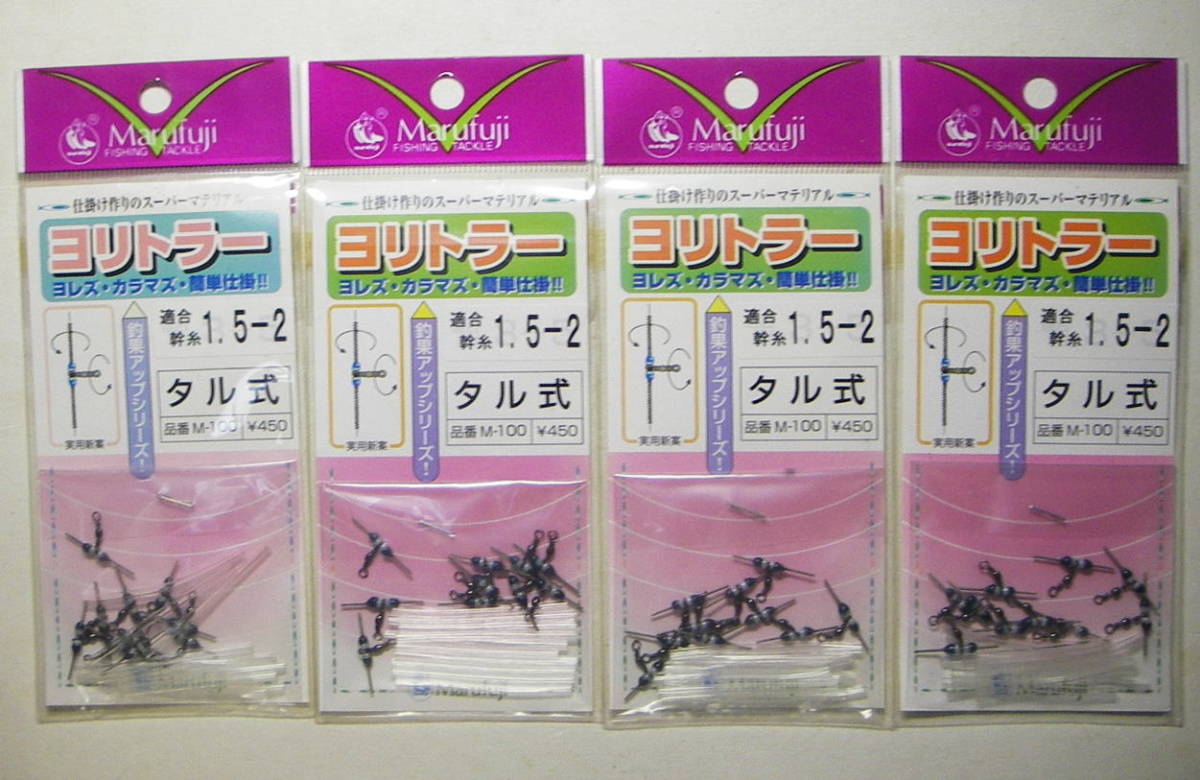 Marufuji
FISHING TACKLE
仕掛け作りのスーパーマテリアル
ヨリトラー
ヨレズ・カラマズ・簡単仕掛!!
適合
幹糸 1.5-2
釣果アップシリーズ!
タル式
品番 M-100 ¥450
実用新案
Marufuji
Marufuji
FISHING TACKLE
仕掛け作りのスーパーマテリアル
ヨリトラー
ヨレズ・カラマズ・簡単仕掛!!
適合
幹糸 1.5-2
釣果アップシリーズ!
タル式
品番 M-100 ¥450
実用新案
Marufuji
Marufuji
FISHING TACKLE
仕掛け作りのスーパーマテリアル
ヨリトラー
ヨレズ・カラマズ・簡単仕掛!!
適合
幹糸 1.5-2
釣果アップシリーズ!
タル式
品番 M-100 ¥450
実用新案
Marufuji
Marufuji
FISHING TACKLE
仕掛け作りのスーパーマテリアル
ヨリトラー
ヨレズ・カラマズ・簡単仕掛!!
適合
幹糸 1.5-2
釣果アップシリーズ!
タル式
品番 M-100 ¥450
実用新案
Marufuji